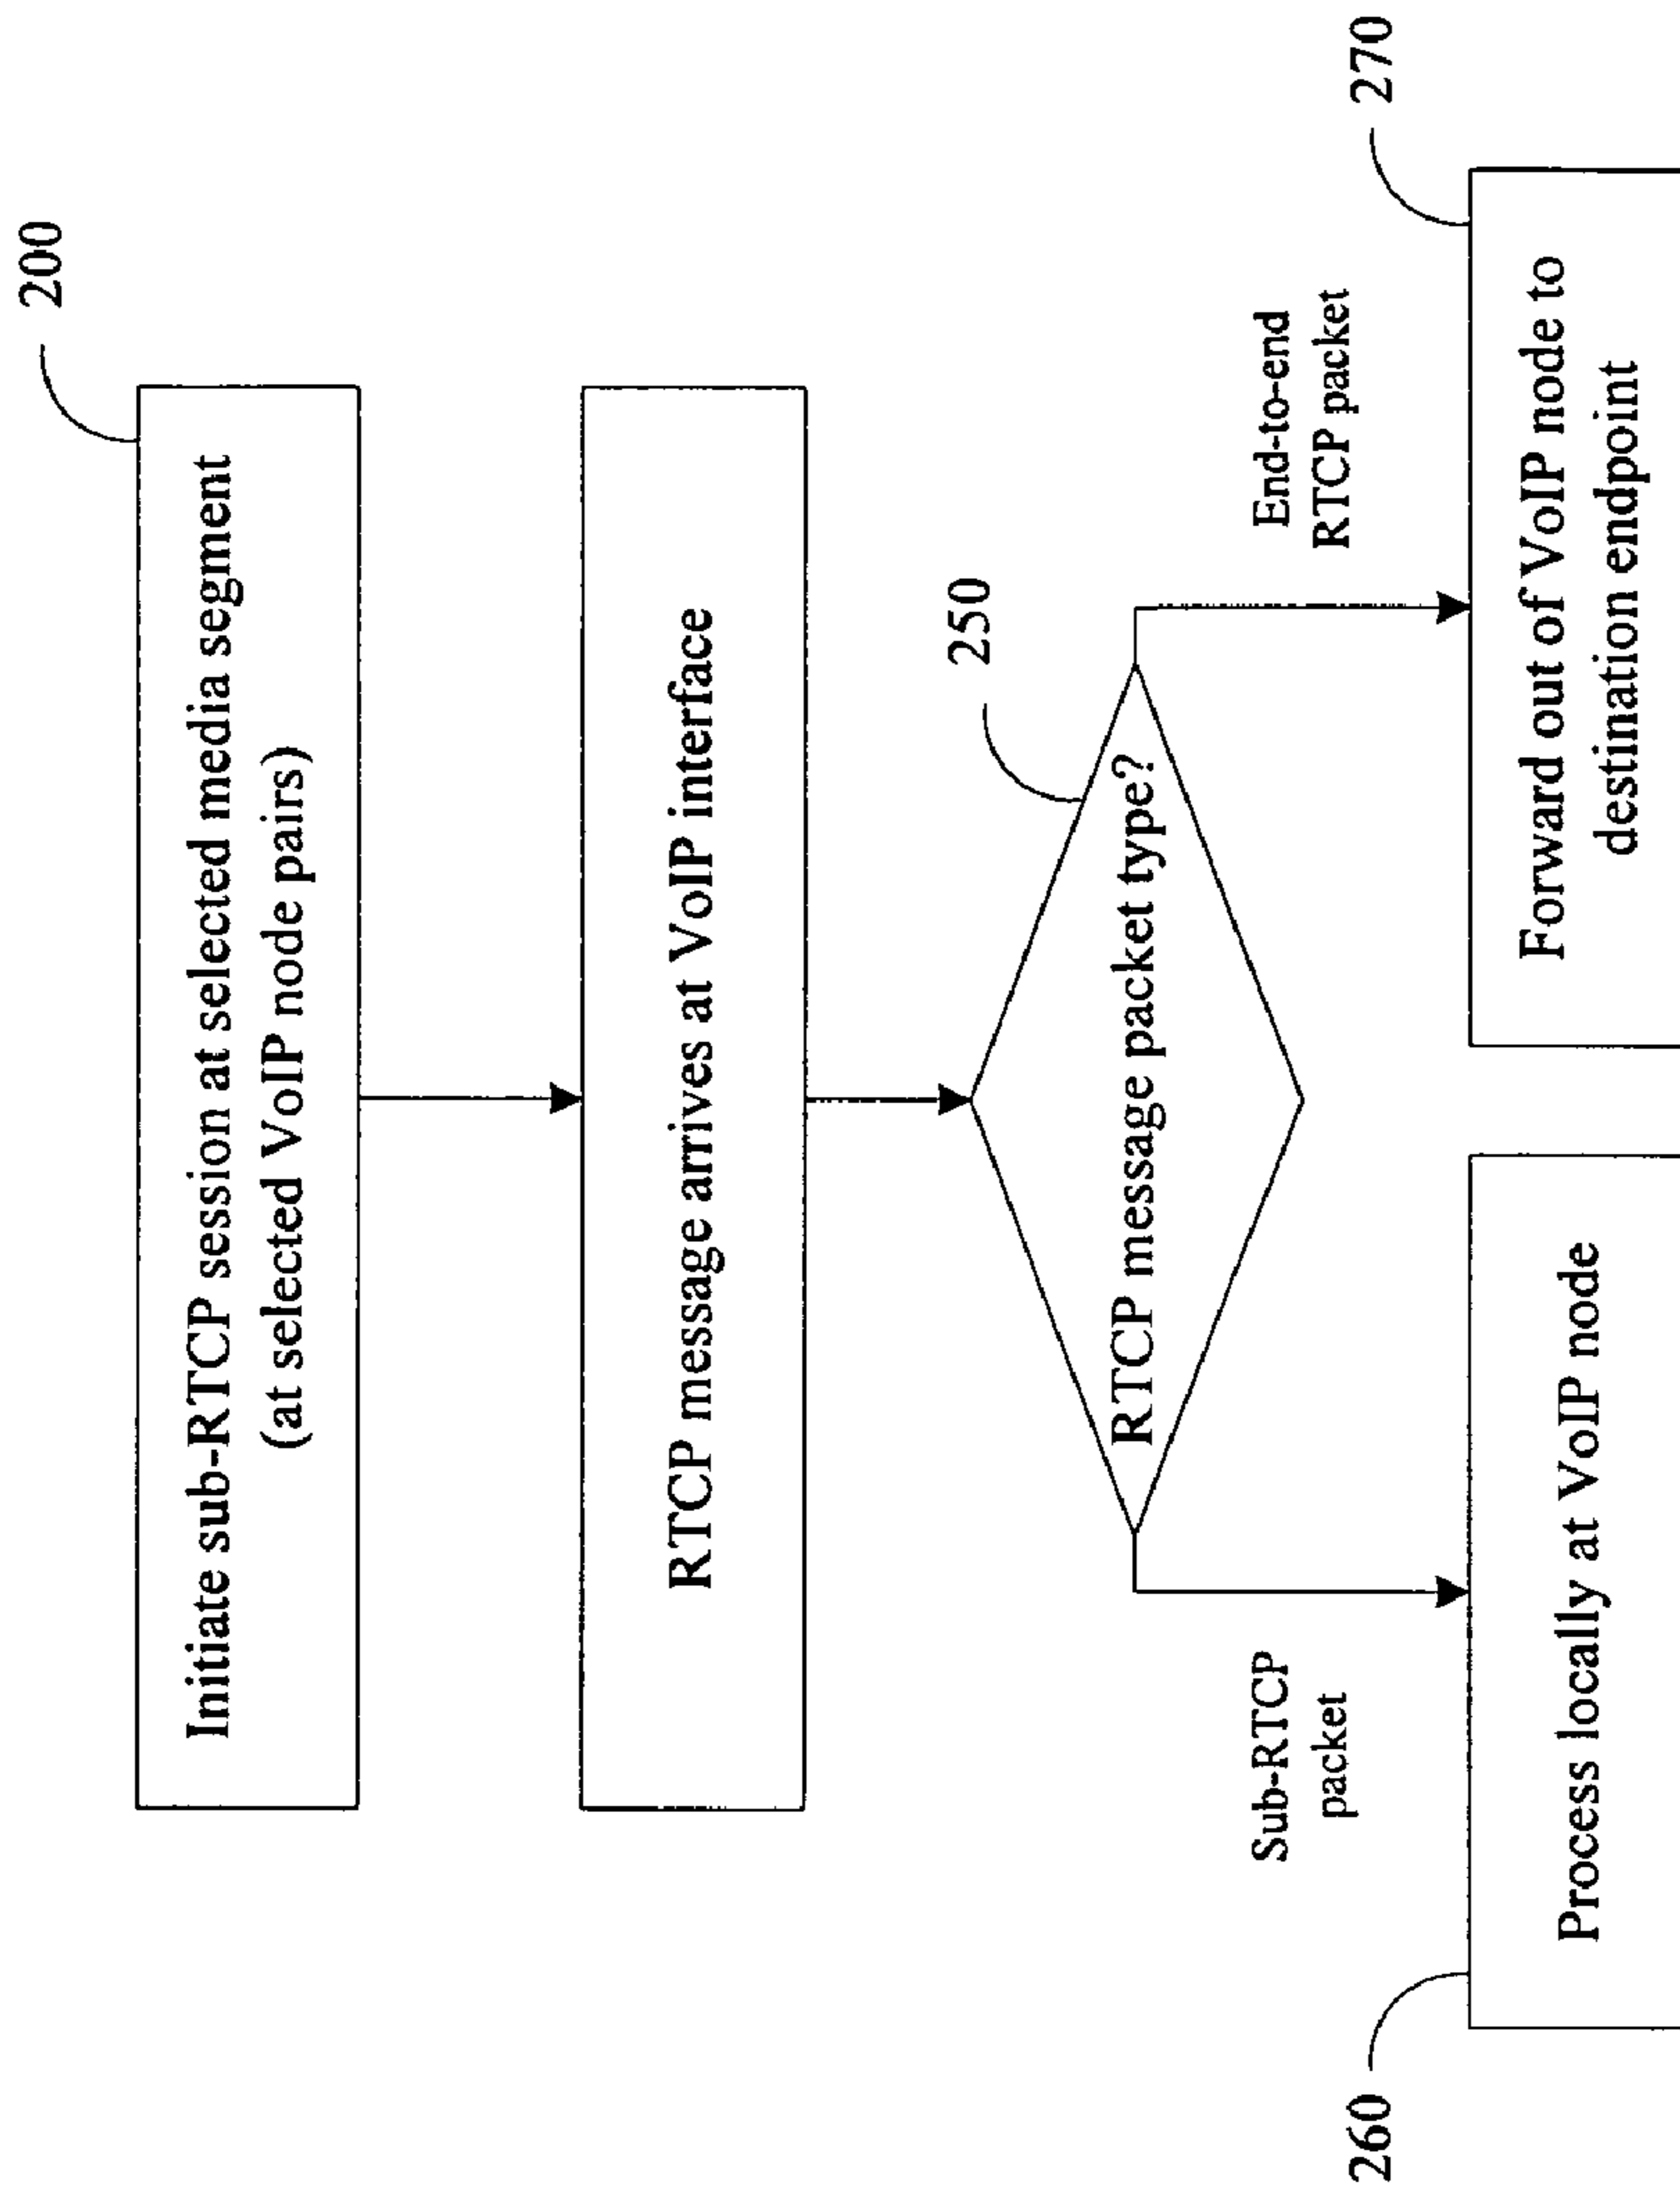 200
Initiate sub-RTCP session at selected media segment
(at selected VoIP node pairs)
RTCP message arrives at VoIP interface
250
RTCP message packet type?
Sub-RTCP
packet
End-to-end
RTCP packet
260
Process locally at VoIP node
270
Forward out of VoIP node to
destination endpoint